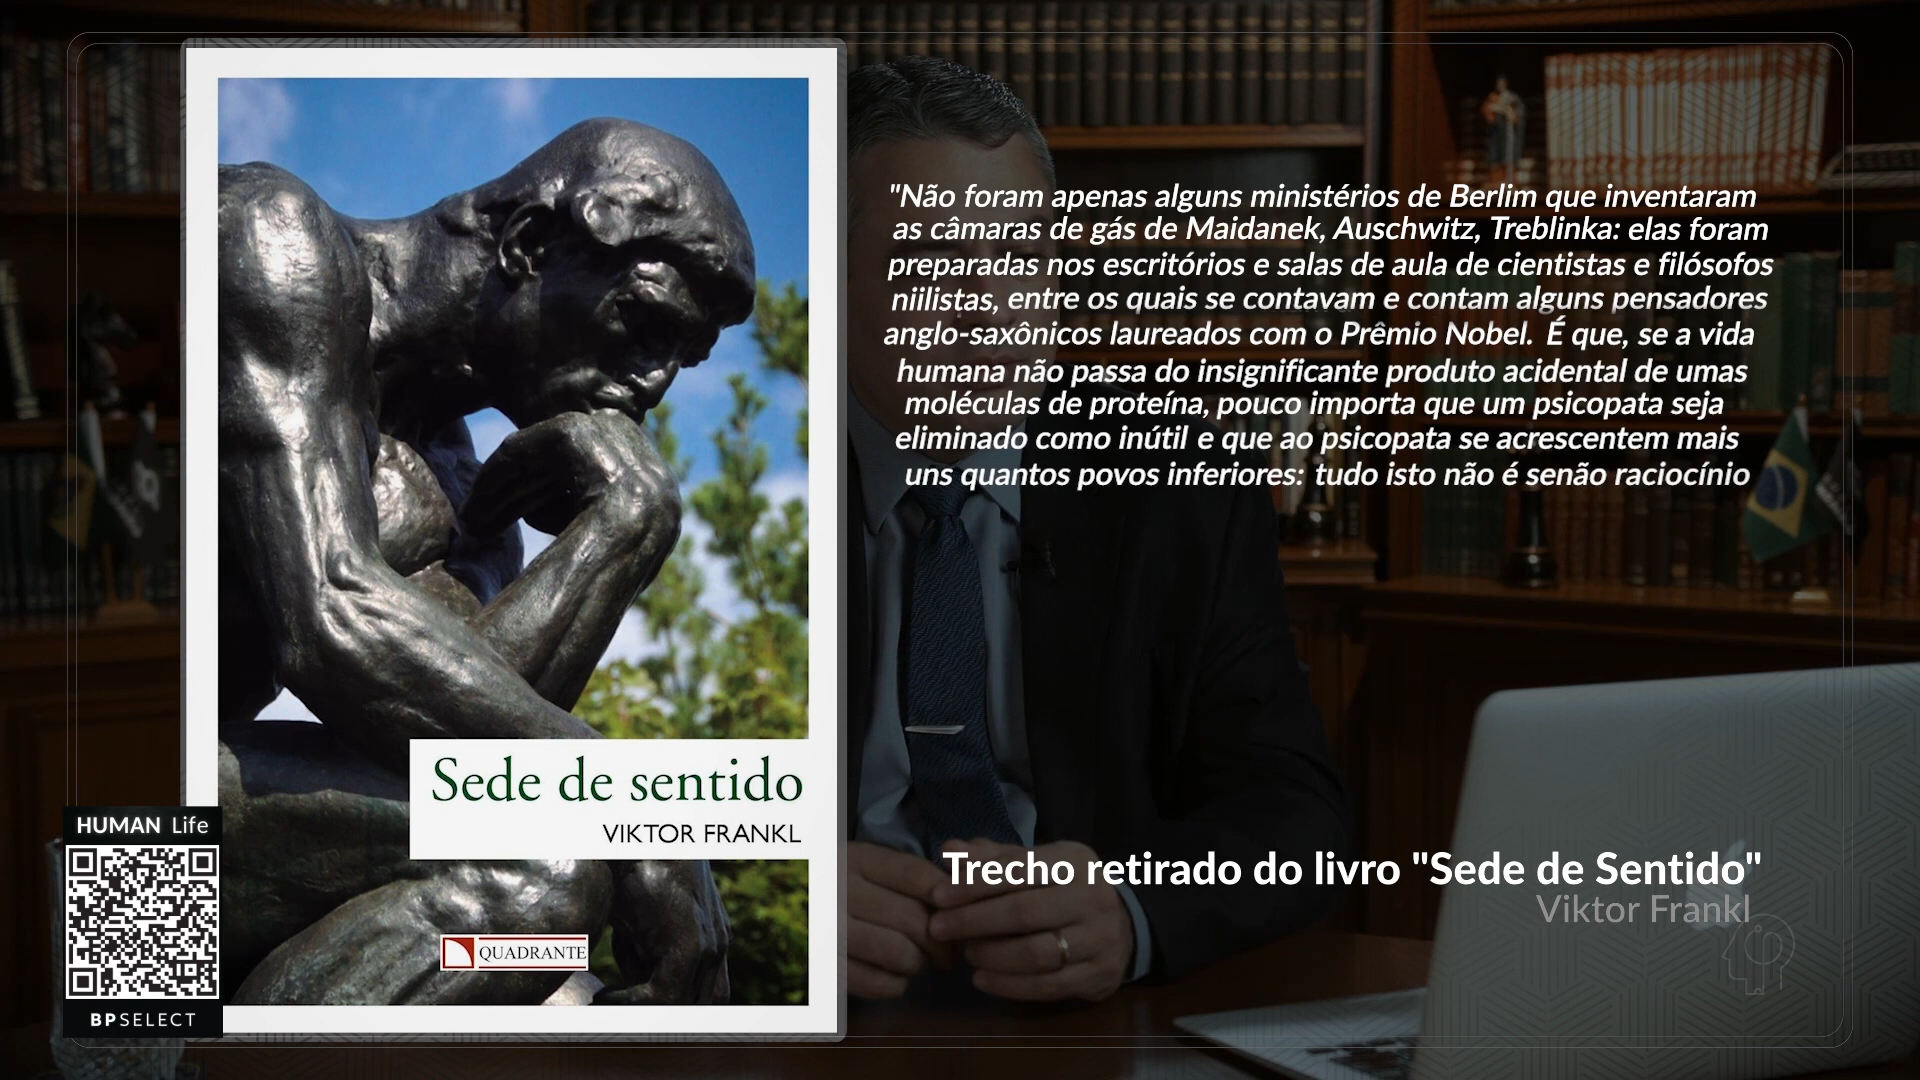 "Não foram apenas alguns ministérios de Berlim que inventaram
as câmaras de gás de Maidanek, Auschwitz, Treblinka: elas foram
preparadas nos escritórios e salas de aula de cientistas e filósofos
niilistas, entre os quais se contavam e contam alguns pensadores
anglo-saxônicos laureados com o Prêmio Nobel. É que, se a vida
humana não passa do insignificante produto acidental de umas
moléculas de proteína, pouco importa que um psicopata seja
eliminado como inútil e que ao psicopata se acrescentem mais
uns quantos povos inferiores: tudo isto não é senão raciocínio
Sede de sentido
VIKTOR FRANKL
QUADRANTE
HUMAN Life
BPSELECT
Trecho retirado do livro "Sede de Sentido"
Viktor Frankl